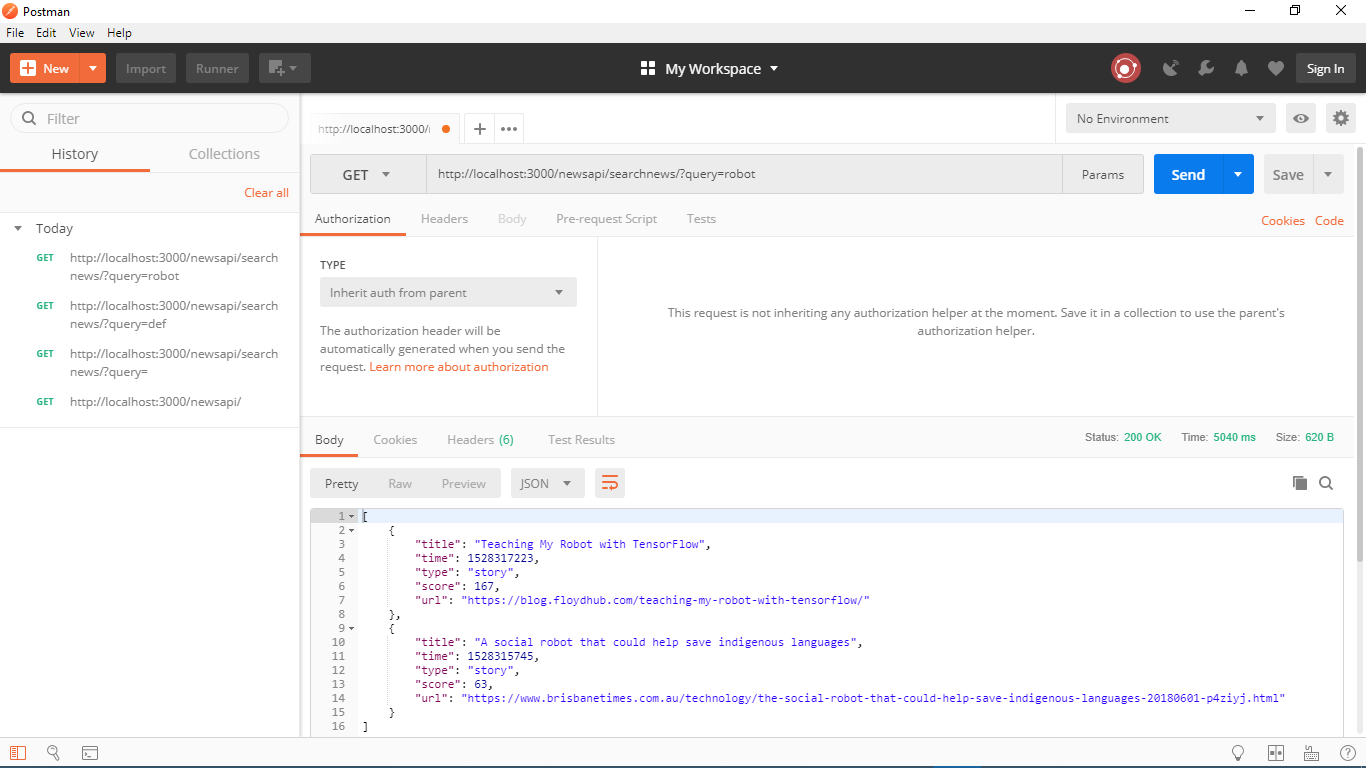 Postman
File Edit View Help
New Import Runner My Workspace Sign In
Filter
History Collections
Clear all
Today
GET http://localhost:3000/newsapi/search
news/?query=robot
GET http://localhost:3000/newsapi/search
news/?query=def
GET http://localhost:3000/newsapi/search
news/?query=
GET http://localhost:3000/newsapi/
http://localhost:3000/
No Environment
GET http://localhost:3000/newsapi/searchnews/?query=robot Params Send Save
Authorization Headers Body Pre-request Script Tests Cookies Code
TYPE
Inherit auth from parent
The authorization header will be
automatically generated when you send the
request. Learn more about authorization
This request is not inheriting any authorization helper at the moment. Save it in a collection to use the parent's
authorization helper.
Body Cookies Headers (6) Test Results Status: 200 OK Time: 5040 ms Size: 620 B
Pretty Raw Preview JSON
1 [
2 {
3 "title": "Teaching My Robot with TensorFlow",
4 "time": 1528317223,
5 "type": "story",
6 "score": 167,
7 "url": "https://blog.floydhub.com/teaching-my-robot-with-tensorflow/"
8 },
9 {
10 "title": "A social robot that could help save indigenous languages",
11 "time": 1528315745,
12 "type": "story",
13 "score": 63,
14 "url": "https://www.brisbanetimes.com.au/technology/the-social-robot-that-could-help-save-indigenous-languages-20180601-p4ziyj.html"
15 }
16 ]